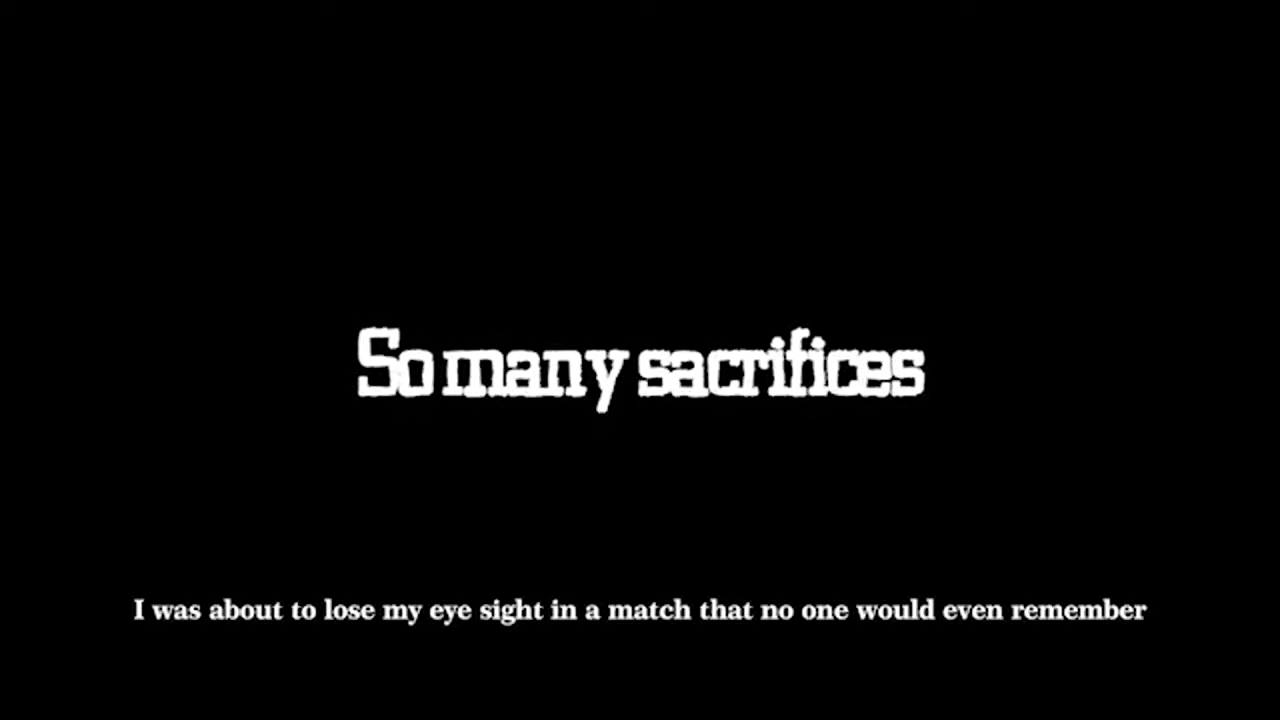 So many sacrifices
I was about to lose my eye sight in a match that no one would even remember